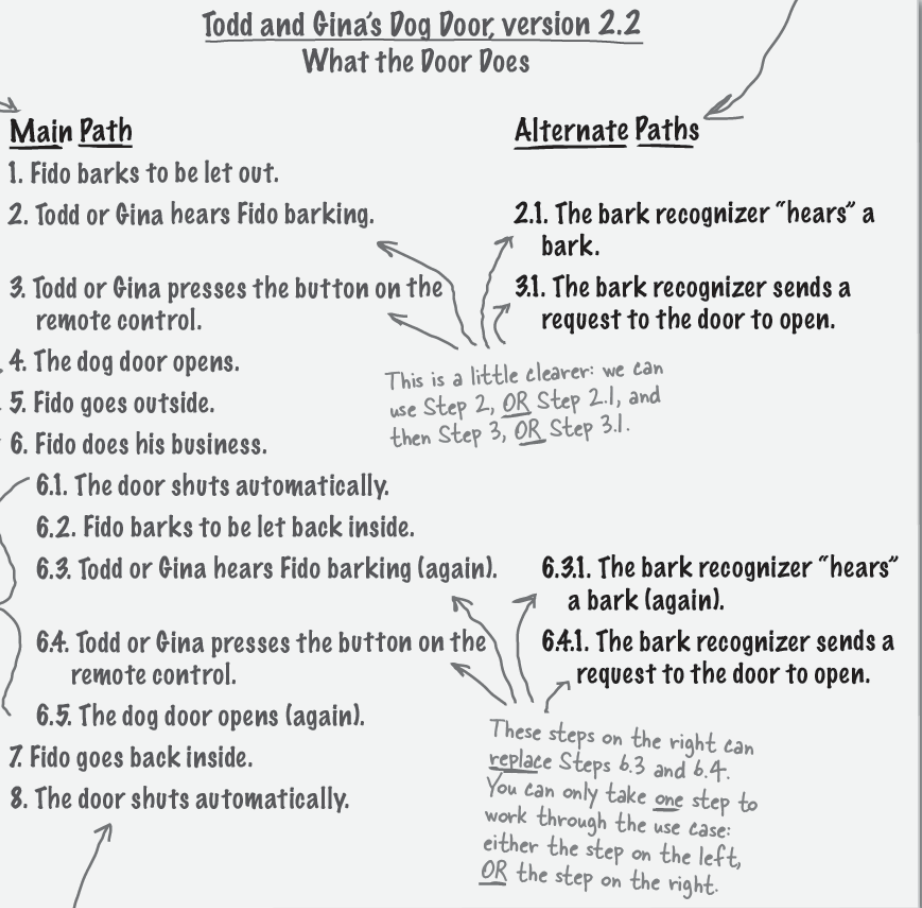 Todd and Gina's Dog Door, version 2.2
What the Door Does
Main Path
1. Fido barks to be let out.
2. Todd or Gina hears Fido barking.
3. Todd or Gina presses the button on the
remote control.
4. The dog door opens.
5. Fido goes outside.
6. Fido does his business.
6.1. The door shuts automatically.
6.2. Fido barks to be let back inside.
6.3. Todd or Gina hears Fido barking (again).
6.4. Todd or Gina presses the button on the
remote control.
6.5. The dog door opens (again).
7. Fido goes back inside.
8. The door shuts automatically.
Alternate Paths
2.1. The bark recognizer "hears" a
bark.
3.1. The bark recognizer sends a
request to the door to open.
This is a little clearer: we can
use Step 2, OR Step 2.1, and
then Step 3, OR Step 3.1.
6.3.1. The bark recognizer "hears"
a bark (again).
6.4.1. The bark recognizer sends a
request to the door to open.
These steps on the right can
replace Steps 6.3 and 6.4.
You can only take one step to
work through the use case:
either the step on the left,
OR the step on the right.